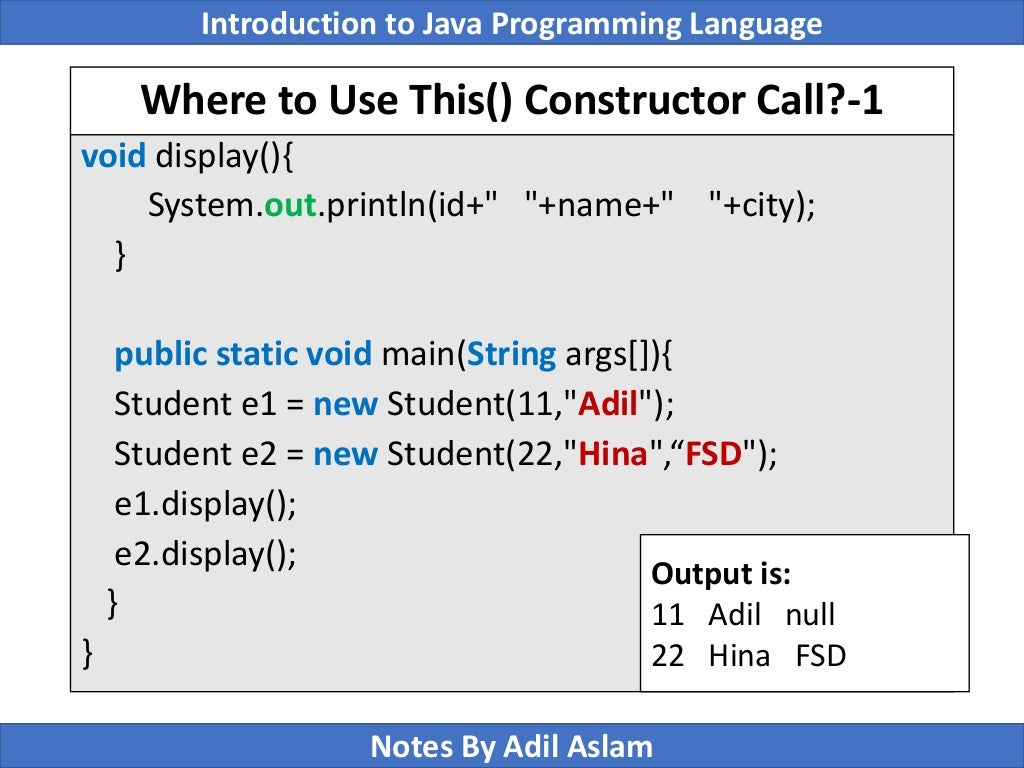 Introduction to Java Programming Language
Where to Use This() Constructor Call?-1
void display(){
System.out.println(id+"   "+name+"    "+city);
}
public static void main(String args[]){
Student e1 = new Student(11,"Adil");
Student e2 = new Student(22,"Hina",“FSD");
e1.display();
e2.display();
}
}
Output is:
11   Adil   null
22   Hina   FSD
Notes By Adil Aslam